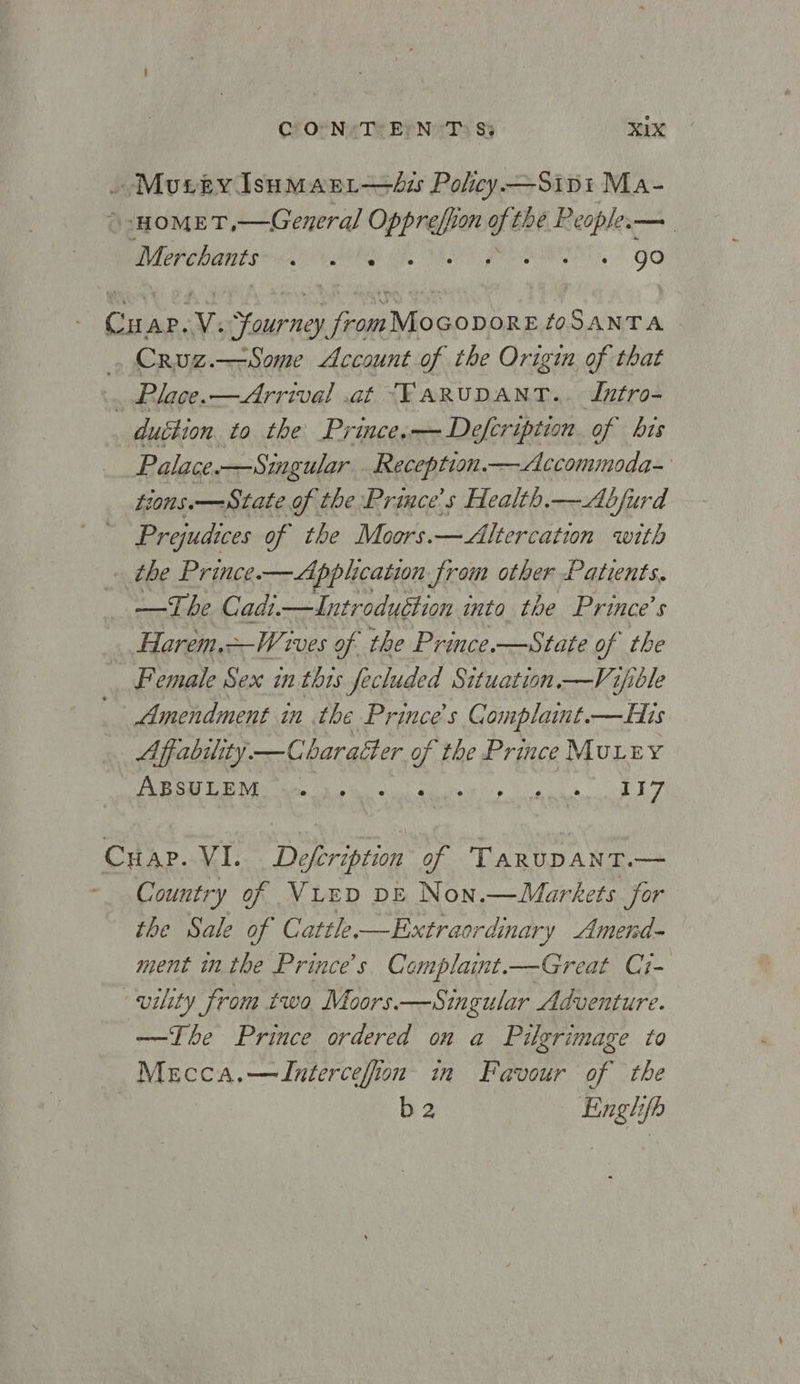 CONTENTS. xix
MULEY ISHMAEL—his Policy.—SIDI MA-
HOMET,—General Oppreſſion of the People.—
Merchants . . . . . . . . 90
CHAP. V. Journey from MOGODORE to SANTA
CRUZ.—Some Account of the Origin of that
Place.—Arrival at TARUDANT. Intro-
duction to the Prince.—Deſcription of his
Palace.—Singular Reception.—Accommoda-
tions.—State of the Prince's Health.—Abſurd
Prejudices of the Moors.—Altercation with
the Prince.—Application from other Patients.
—The Cadi.—Introduction into the Prince's
Harem.—Wives of the Prince.—State of the
Female Sex in this ſecluded Situation.—Viſible
Amendment in the Prince's Complaint.—His
Affability.—Character of the Prince MULEY
ABSULEM . . . . . . . . 117
CHAP. VI. Deſcription of TARUDANT.—
Country of VLED DE NON.—Markets for
the Sale of Cattle.—Extraordinary Amend-
ment in the Prince's Complaint.—Great Ci-
vility from two Moors.—Singular Adventure.
—The Prince ordered on a Pilgrimage to
MECCA.—Interceſſion in Favour of the
b 2 Engliſh